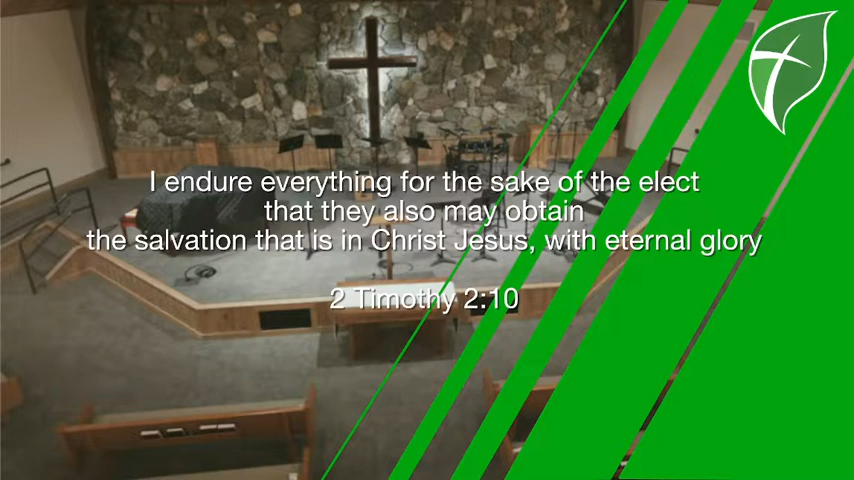 I endure everything for the sake of the elect
that they also may obtain
the salvation that is in Christ Jesus, with eternal glory
2 Timothy 2:10